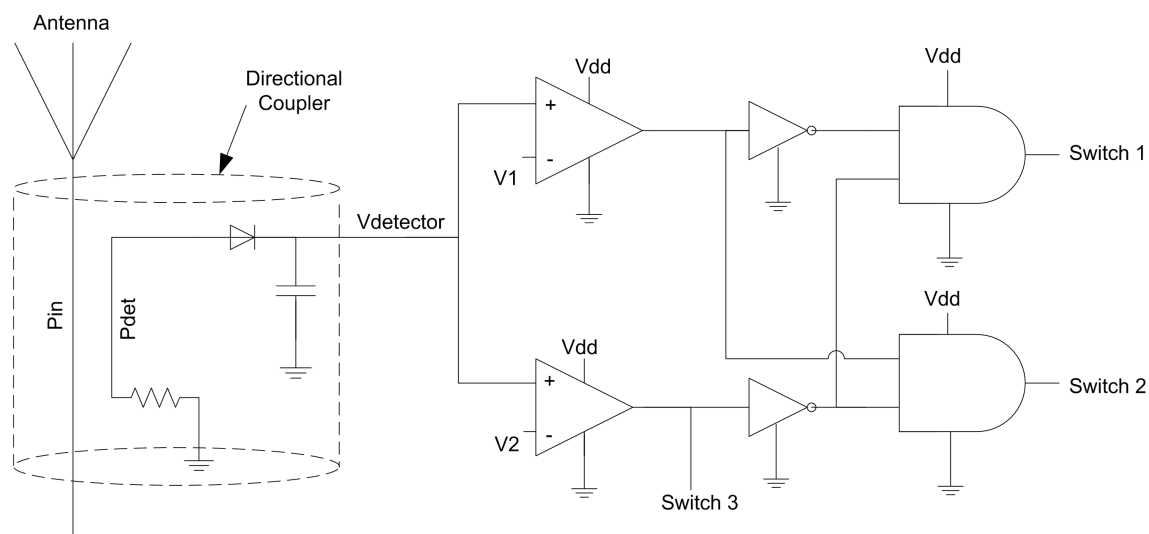 Antenna
Directional
Coupler
Vdd
Vdd
+
-
V1
Switch 1
Vdetector
Pin
Pdet
Vdd
Vdd
+
-
V2
Switch 2
Switch 3